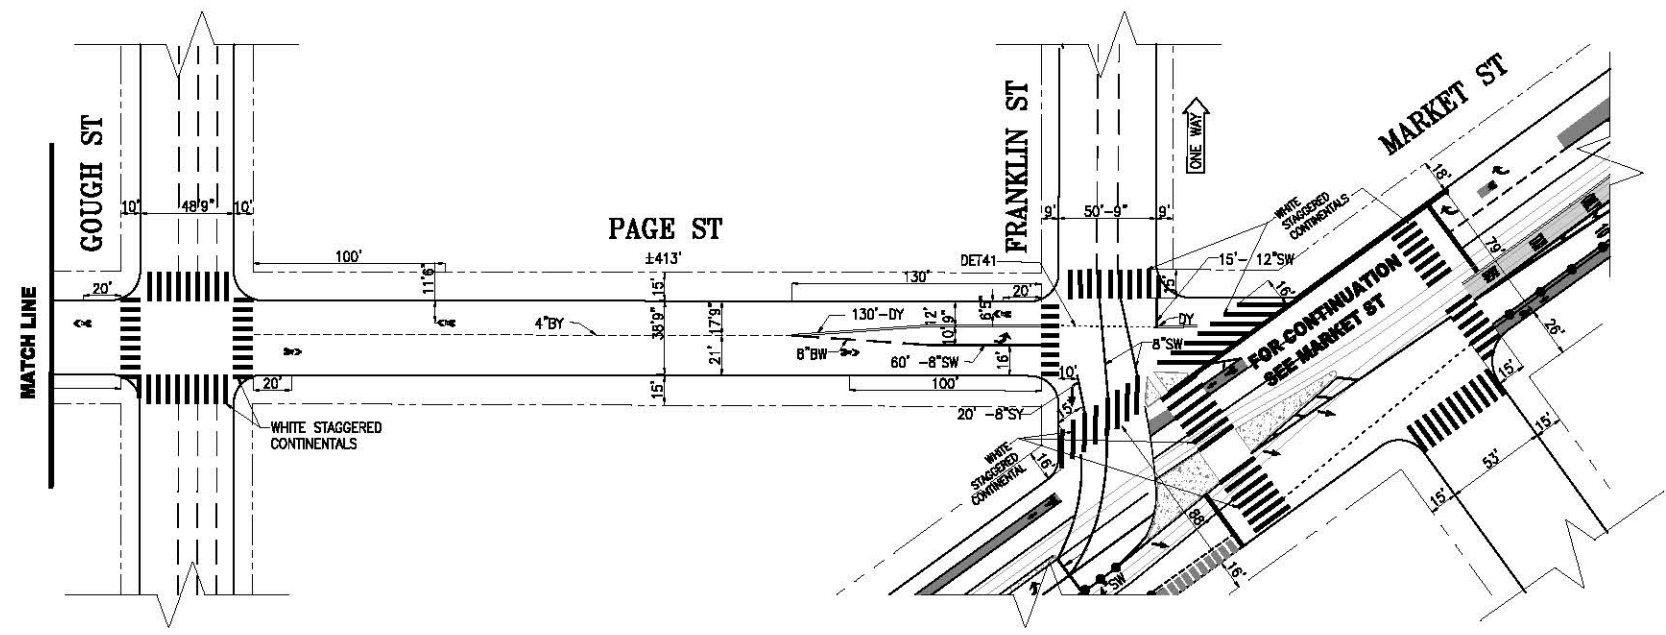 GOUGH ST
PAGE ST
FRANKLIN ST
MARKET ST
ONE WAY
MATCH LINE
10'
48'9"
10'
9'
50'-9"
9'
18'
79'
WHITE
STAGGERED
CONTINENTALS
100'
±413'
DET41
15'- 12"SW
20'
11'6"
15'
130'
20'
15'
16'
4"BY
38'9"
17'9"
130'-DY
12'
10'9"
6'5"
DY
8"BW
60' -8"SW
8"SW
21'
16'
FOR CONTINUATION
SEE MARKET ST
20'
15'
100'
10'
15'
20' -8"SY
26'
15'
WHITE STAGGERED
CONTINENTALS
WHITE
STAGGERED
CONTINENTAL
16'
88'
15'
53'
15'
16'